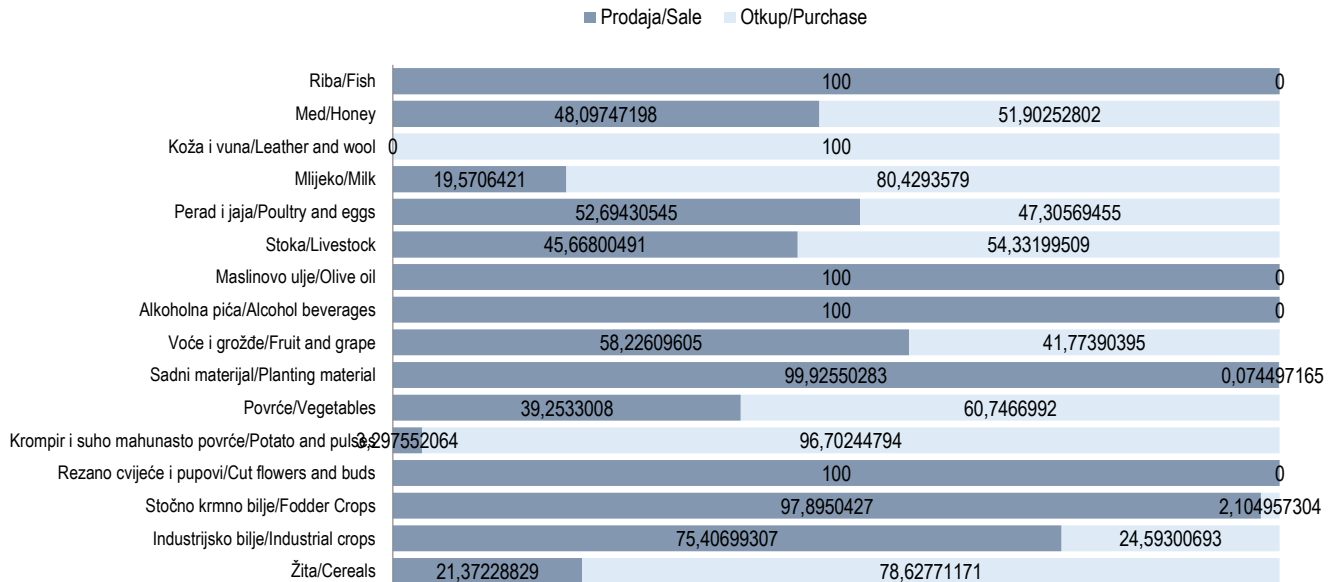 Prodaja/Sale Otkup/Purchase
Riba/Fish 100 0
Med/Honey 48,09747198 51,90252802
Koža i vuna/Leather and wool 0 100
Mlijeko/Milk 19,5706421 80,4293579
Perad i jaja/Poultry and eggs 52,69430545 47,30569455
Stoka/Livestock 45,66800491 54,33199509
Maslinovo ulje/Olive oil 100 0
Alkoholna pića/Alcohol beverages 100 0
Voće i grožđe/Fruit and grape 58,22609605 41,77390395
Sadni materijal/Planting material 99,92550283 0,074497165
Povrće/Vegetables 39,2533008 60,7466992
Krompir i suho mahunasto povrće/Potato and pulses 3,297552064 96,70244794
Rezano cvijeće i pupovi/Cut flowers and buds 100 0
Stočno krmno bilje/Fodder Crops 97,8950427 2,104957304
Industrijsko bilje/Industrial crops 75,40699307 24,59300693
Žita/Cereals 21,37228829 78,62771171